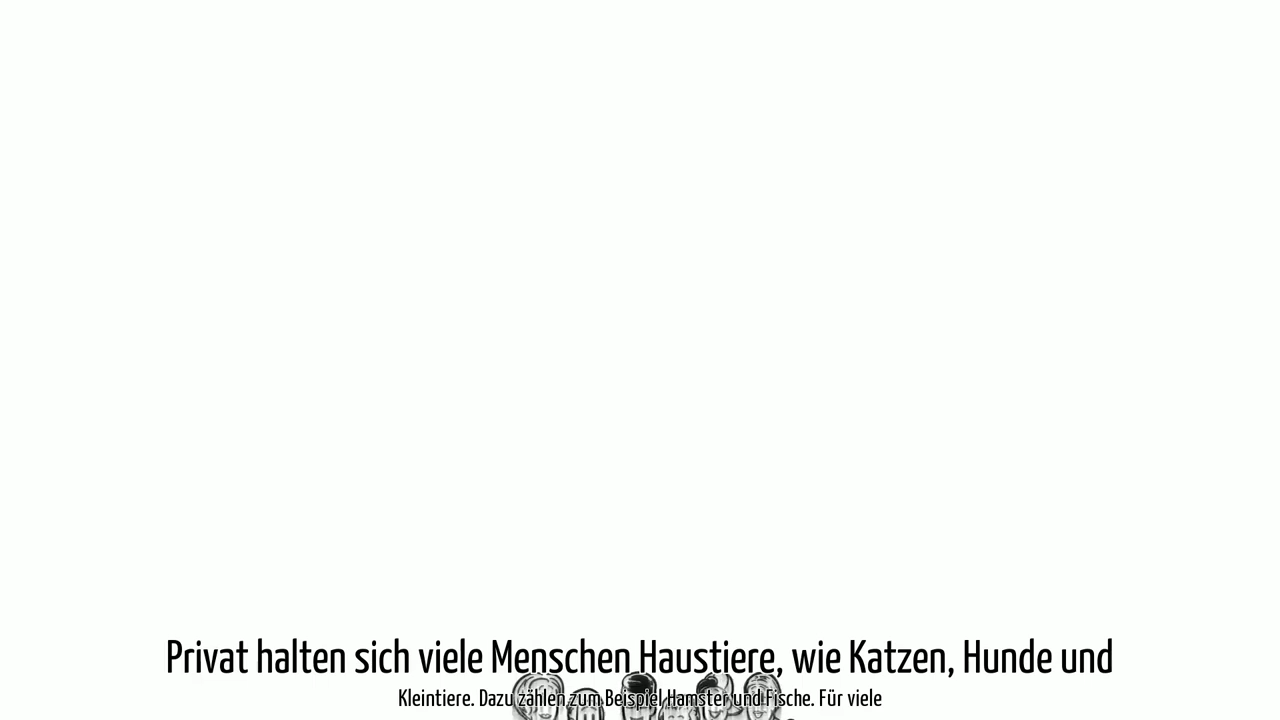 Privat halten sich viele Menschen Haustiere, wie Katzen, Hunde und
Kleintiere. Dazu zählen zum Beispiel Hamster und Fische. Für viele